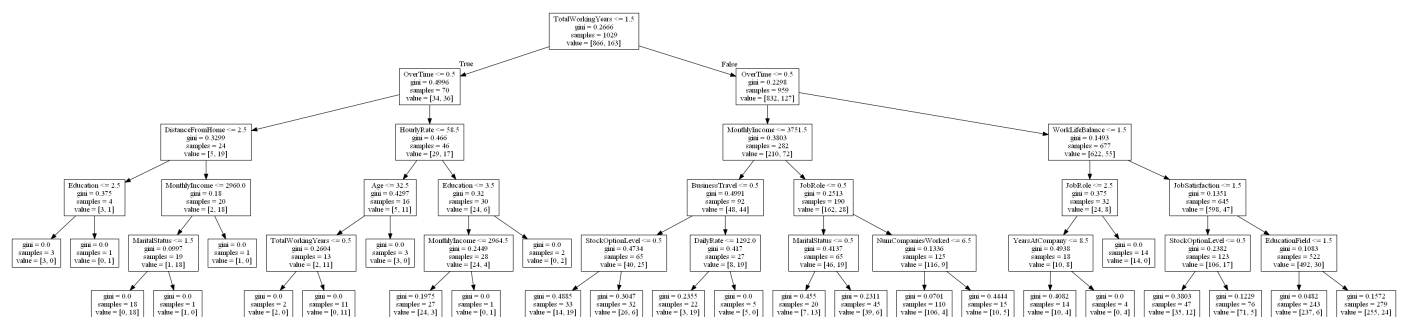 TotalWorkingYears <= 1.5
gini = 0.2666
samples = 1029
value = [866, 163]
True
False
OverTime <= 0.5
gini = 0.4996
samples = 70
value = [34, 36]
OverTime <= 0.5
gini = 0.2298
samples = 959
value = [832, 127]
DistanceFromHome <= 2.5
gini = 0.3299
samples = 24
value = [5, 19]
HourlyRate <= 58.5
gini = 0.466
samples = 46
value = [29, 17]
MonthlyIncome <= 3751.5
gini = 0.3803
samples = 282
value = [210, 72]
WorkLifeBalance <= 1.5
gini = 0.1493
samples = 677
value = [622, 55]
Education <= 2.5
gini = 0.375
samples = 4
value = [3, 1]
MonthlyIncome <= 2960.0
gini = 0.18
samples = 20
value = [2, 18]
Age <= 32.5
gini = 0.4297
samples = 16
value = [5, 11]
Education <= 3.5
gini = 0.32
samples = 30
value = [24, 6]
BusinessTravel <= 0.5
gini = 0.4991
samples = 92
value = [48, 44]
JobRole <= 0.5
gini = 0.2513
samples = 190
value = [162, 28]
JobRole <= 2.5
gini = 0.375
samples = 32
value = [24, 8]
JobSatisfaction <= 1.5
gini = 0.1351
samples = 645
value = [598, 47]
gini = 0.0
samples = 3
value = [3, 0]
gini = 0.0
samples = 1
value = [0, 1]
MaritalStatus <= 1.5
gini = 0.0997
samples = 19
value = [1, 18]
gini = 0.0
samples = 1
value = [1, 0]
TotalWorkingYears <= 0.5
gini = 0.2604
samples = 13
value = [2, 11]
gini = 0.0
samples = 3
value = [3, 0]
MonthlyIncome <= 2964.5
gini = 0.2449
samples = 28
value = [24, 4]
gini = 0.0
samples = 2
value = [0, 2]
StockOptionLevel <= 0.5
gini = 0.4734
samples = 65
value = [40, 25]
DailyRate <= 1292.0
gini = 0.417
samples = 27
value = [8, 19]
MaritalStatus <= 0.5
gini = 0.4137
samples = 65
value = [46, 19]
NumCompaniesWorked <= 6.5
gini = 0.1336
samples = 125
value = [116, 9]
YearsAtCompany <= 8.5
gini = 0.4938
samples = 18
value = [10, 8]
gini = 0.0
samples = 14
value = [14, 0]
StockOptionLevel <= 0.5
gini = 0.2382
samples = 123
value = [106, 17]
EducationField <= 1.5
gini = 0.1083
samples = 522
value = [492, 30]
gini = 0.0
samples = 18
value = [0, 18]
gini = 0.0
samples = 1
value = [1, 0]
gini = 0.0
samples = 2
value = [2, 0]
gini = 0.0
samples = 11
value = [0, 11]
gini = 0.1975
samples = 27
value = [24, 3]
gini = 0.0
samples = 1
value = [0, 1]
gini = 0.4885
samples = 33
value = [14, 19]
gini = 0.3047
samples = 32
value = [26, 6]
gini = 0.2355
samples = 22
value = [3, 19]
gini = 0.0
samples = 5
value = [5, 0]
gini = 0.455
samples = 20
value = [7, 13]
gini = 0.2311
samples = 45
value = [39, 6]
gini = 0.0701
samples = 110
value = [106, 4]
gini = 0.4444
samples = 15
value = [10, 5]
gini = 0.4082
samples = 14
value = [10, 4]
gini = 0.0
samples = 4
value = [0, 4]
gini = 0.3803
samples = 47
value = [35, 12]
gini = 0.1229
samples = 76
value = [71, 5]
gini = 0.0482
samples = 243
value = [237, 6]
gini = 0.1572
samples = 279
value = [255, 24]